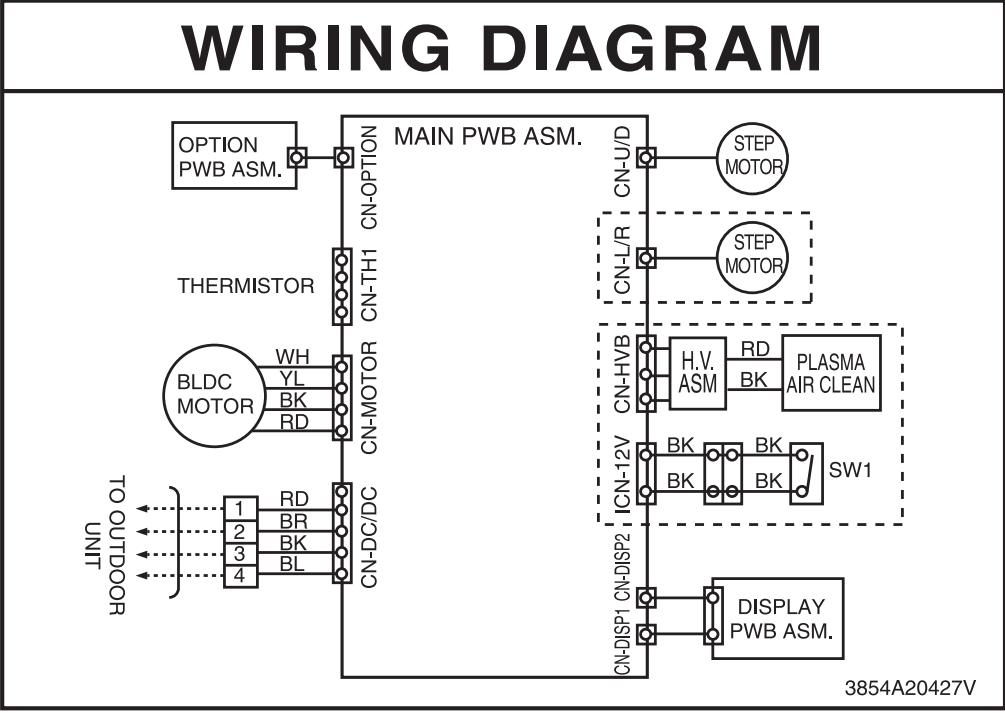 WIRING DIAGRAM
OPTION
PWB ASM.
CN-OPTION
MAIN PWB ASM.
CN-U/D
STEP
MOTOR
THERMISTOR
CN-TH1
CN-L/R
STEP
MOTOR
BLDC
MOTOR
WH
YL
BK
RD
CN-MOTOR
CN-HVB
H.V.
ASM
RD
BK
PLASMA
AIR CLEAN
ICN-12V
BK
BK
BK
BK
SW1
TO OUTDOOR
UNIT
1
2
3
4
RD
BR
BK
BL
CN-DC/DC
CN-DISP2
CN-DISP1
DISPLAY
PWB ASM.
3854A20427V